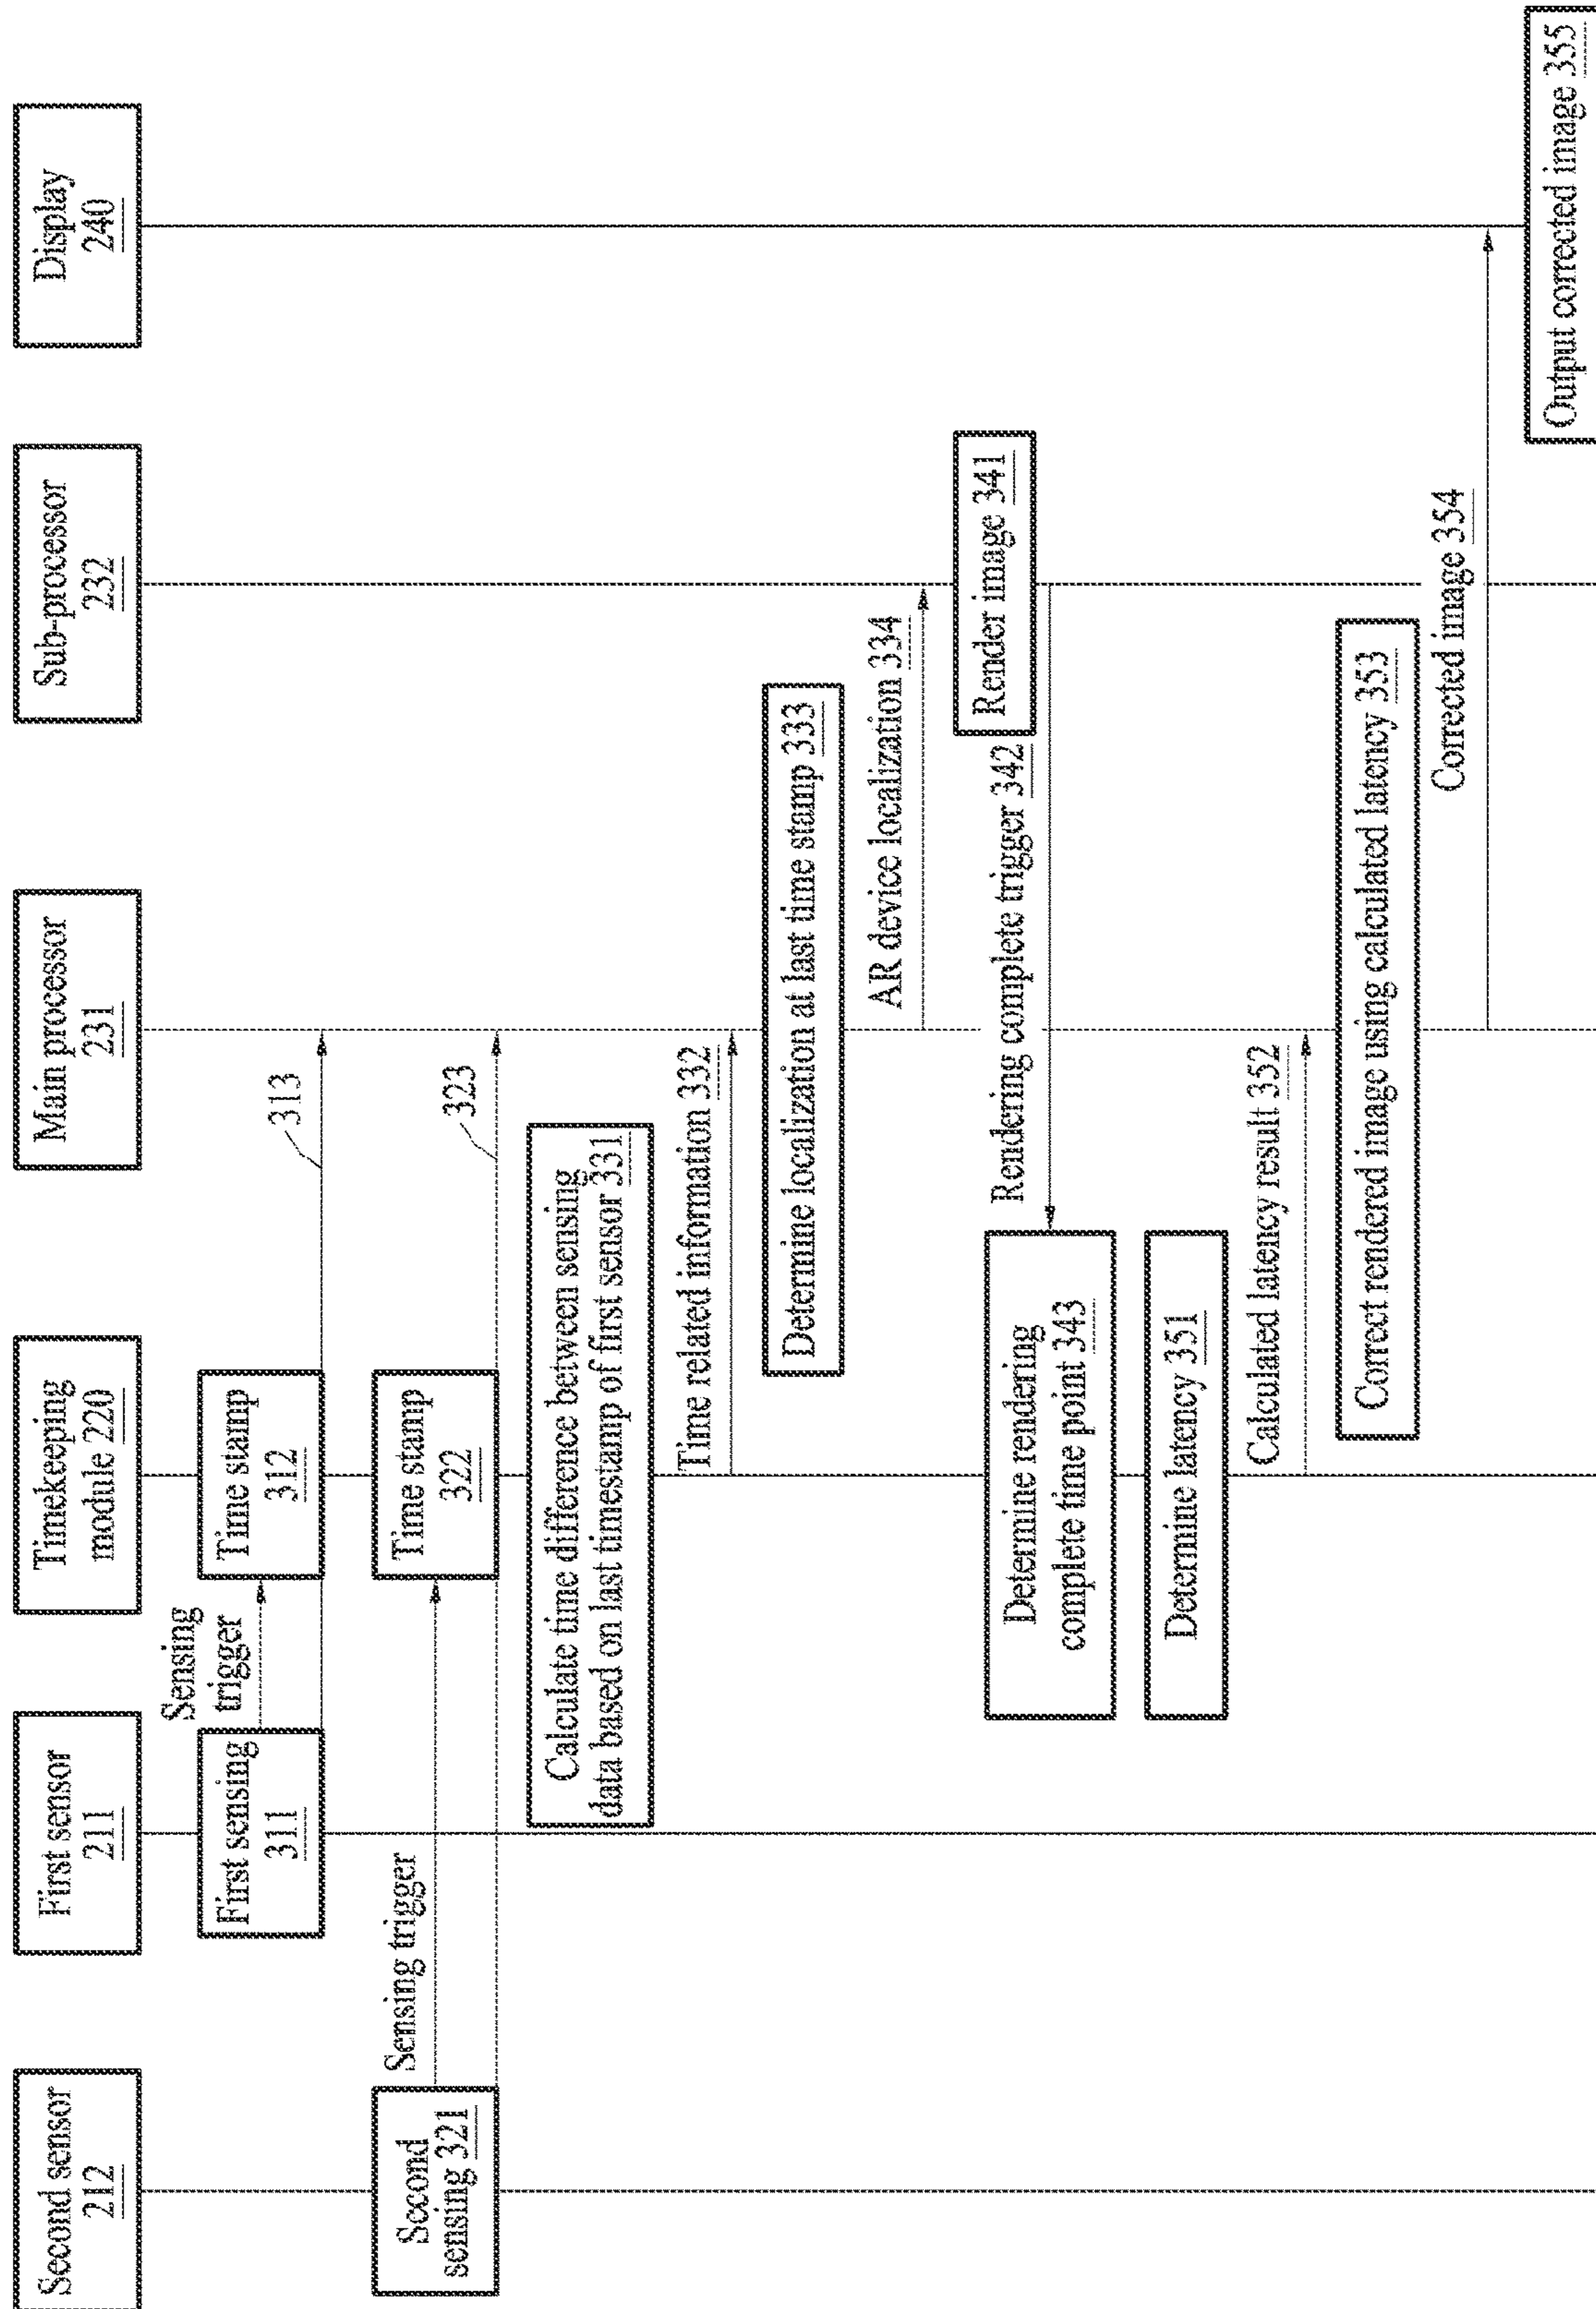 Second sensor
212
First sensor
211
Timekeeping
module 220
Main processor
231
Sub-processor
232
Display
240
First sensing
311
Sensing
trigger
Time stamp
312
313
Second
sensing 321
Sensing trigger
Time stamp
322
323
Calculate time difference between sensing
data based on last timestamp of first sensor 331
Time related information 332
Determine localization at last time stamp 333
AR device localization 334
Render image 341
Rendering complete trigger 342
Determine rendering
complete time point 343
Determine latency 351
Calculated latency result 352
Correct rendered image using calculated latency 353
Corrected image 354
Output corrected image 355